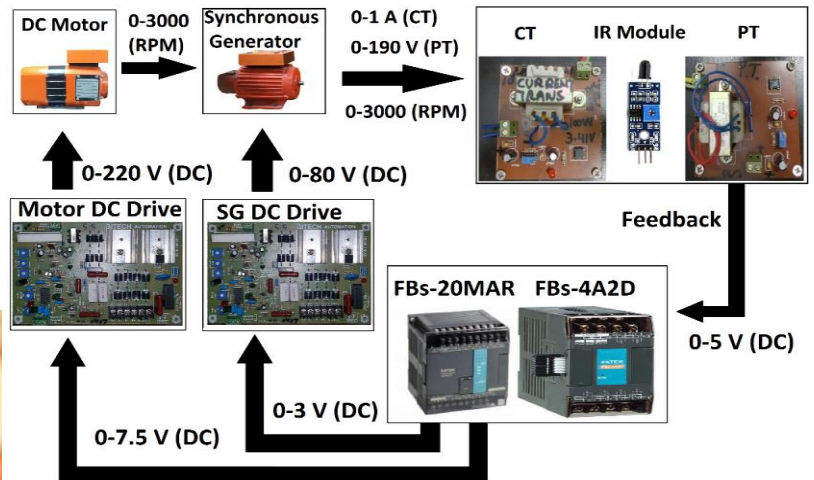 DC Motor
0-3000
(RPM)
Synchronous
Generator
0-1 A (CT)
0-190 V (PT)
0-3000 (RPM)
CT
IR Module
PT
CURRENT
TRANS
P.T.
0-220 V (DC)
0-80 V (DC)
Motor DC Drive
SG DC Drive
Feedback
FBs-20MAR
FBs-4A2D
0-5 V (DC)
0-3 V (DC)
0-7.5 V (DC)